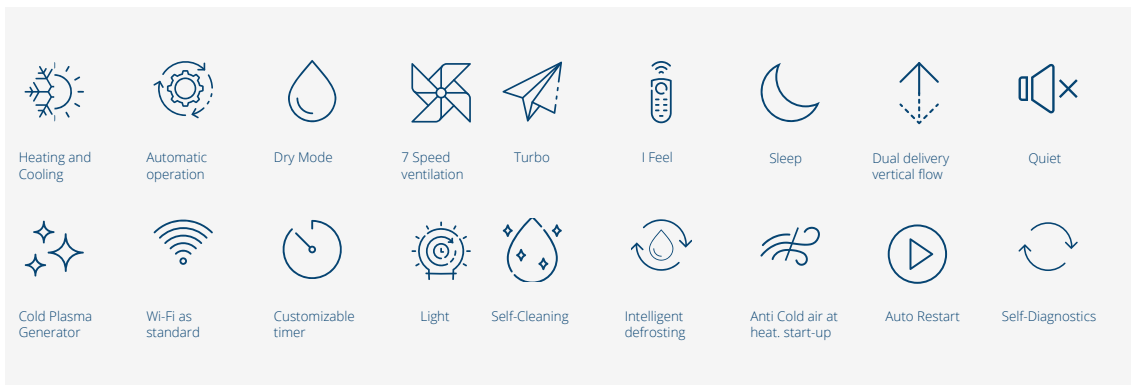 Heating and
Cooling
Automatic
operation
Dry Mode
7 Speed
ventilation
Turbo
I Feel
Sleep
Dual delivery
vertical flow
Quiet
Cold Plasma
Generator
Wi-Fi as
standard
Customizable
timer
Light
Self-Cleaning
Intelligent
defrosting
Anti Cold air at
heat. start-up
Auto Restart
Self-Diagnostics